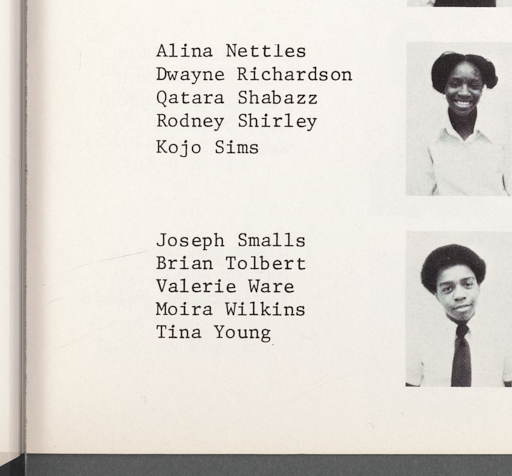 Alina Nettles
Dwayne Richardson
Qatara Shabazz
Rodney Shirley
Kojo Sims
Joseph Smalls
Brian Tolbert
Valerie Ware
Moira Wilkins
Tina Young